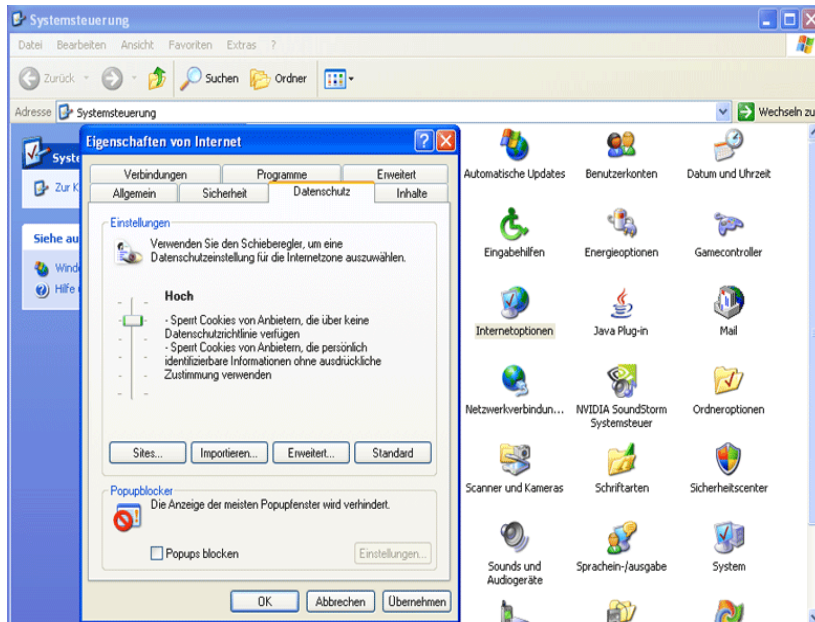 Systemsteuerung
Datei Bearbeiten Ansicht Favoriten Extras ?
Zurück Suchen Ordner
Adresse Systemsteuerung Wechseln zu
Eigenschaften von Internet
Verbindungen Programme Erweitert
Allgemein Sicherheit Datenschutz Inhalte
Einstellungen
Verwenden Sie den Schieberegler, um eine
Datenschutzeinstellung für die Internetzone auszuwählen.
Hoch
- Sperrt Cookies von Anbietern, die über keine
Datenschutzrichtlinie verfügen
- Sperrt Cookies von Anbietern, die persönlich
identifizierbare Informationen ohne ausdrückliche
Zustimmung verwenden
Sites... Importieren... Erweitert... Standard
Popupblocker
Die Anzeige der meisten Popupfenster wird verhindert.
Popups blocken Einstellungen...
OK Abbrechen Übernehmen
Syste
Zur K
Siehe au
Winde
Hilfe
Automatische Updates Benutzerkonten Datum und Uhrzeit
Eingabehilfen Energieoptionen Gamecontroller
Internetoptionen Java Plug-in Mail
Netzwerkverbindun... NVIDIA SoundStorm Ordneroptionen
Systemsteuer
Scanner und Kameras Schriftarten Sicherheitscenter
Sounds und Sprachein-/ausgabe System
Audiogeräte